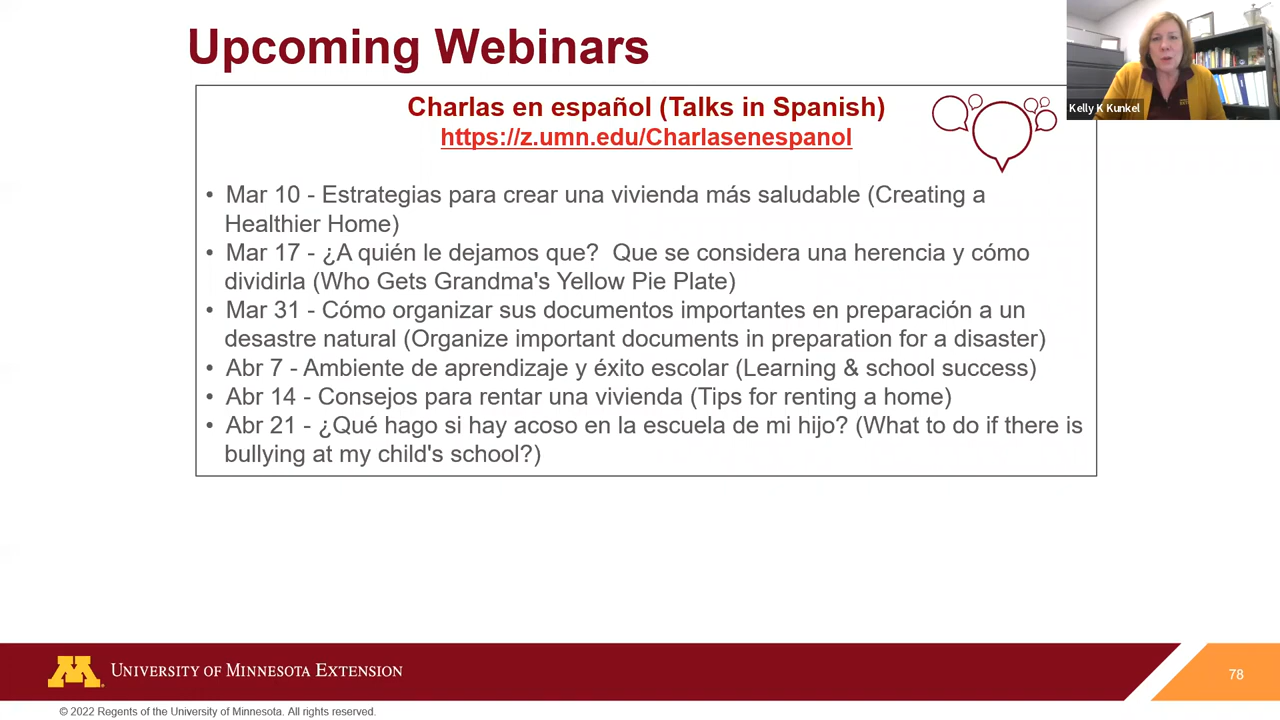 Upcoming Webinars
Kelly K Kunkel
Charlas en español (Talks in Spanish)
https://z.umn.edu/Charlasenespanol
• Mar 10 - Estrategias para crear una vivienda más saludable (Creating a
Healthier Home)
• Mar 17 - ¿A quién le dejamos que?  Que se considera una herencia y cómo
dividirla (Who Gets Grandma's Yellow Pie Plate)
• Mar 31 - Cómo organizar sus documentos importantes en preparación a un
desastre natural (Organize important documents in preparation for a disaster)
• Abr 7 - Ambiente de aprendizaje y éxito escolar (Learning & school success)
• Abr 14 - Consejos para rentar una vivienda (Tips for renting a home)
• Abr 21 - ¿Qué hago si hay acoso en la escuela de mi hijo? (What to do if there is
bullying at my child's school?)
M University of Minnesota Extension
78
© 2022 Regents of the University of Minnesota. All rights reserved.